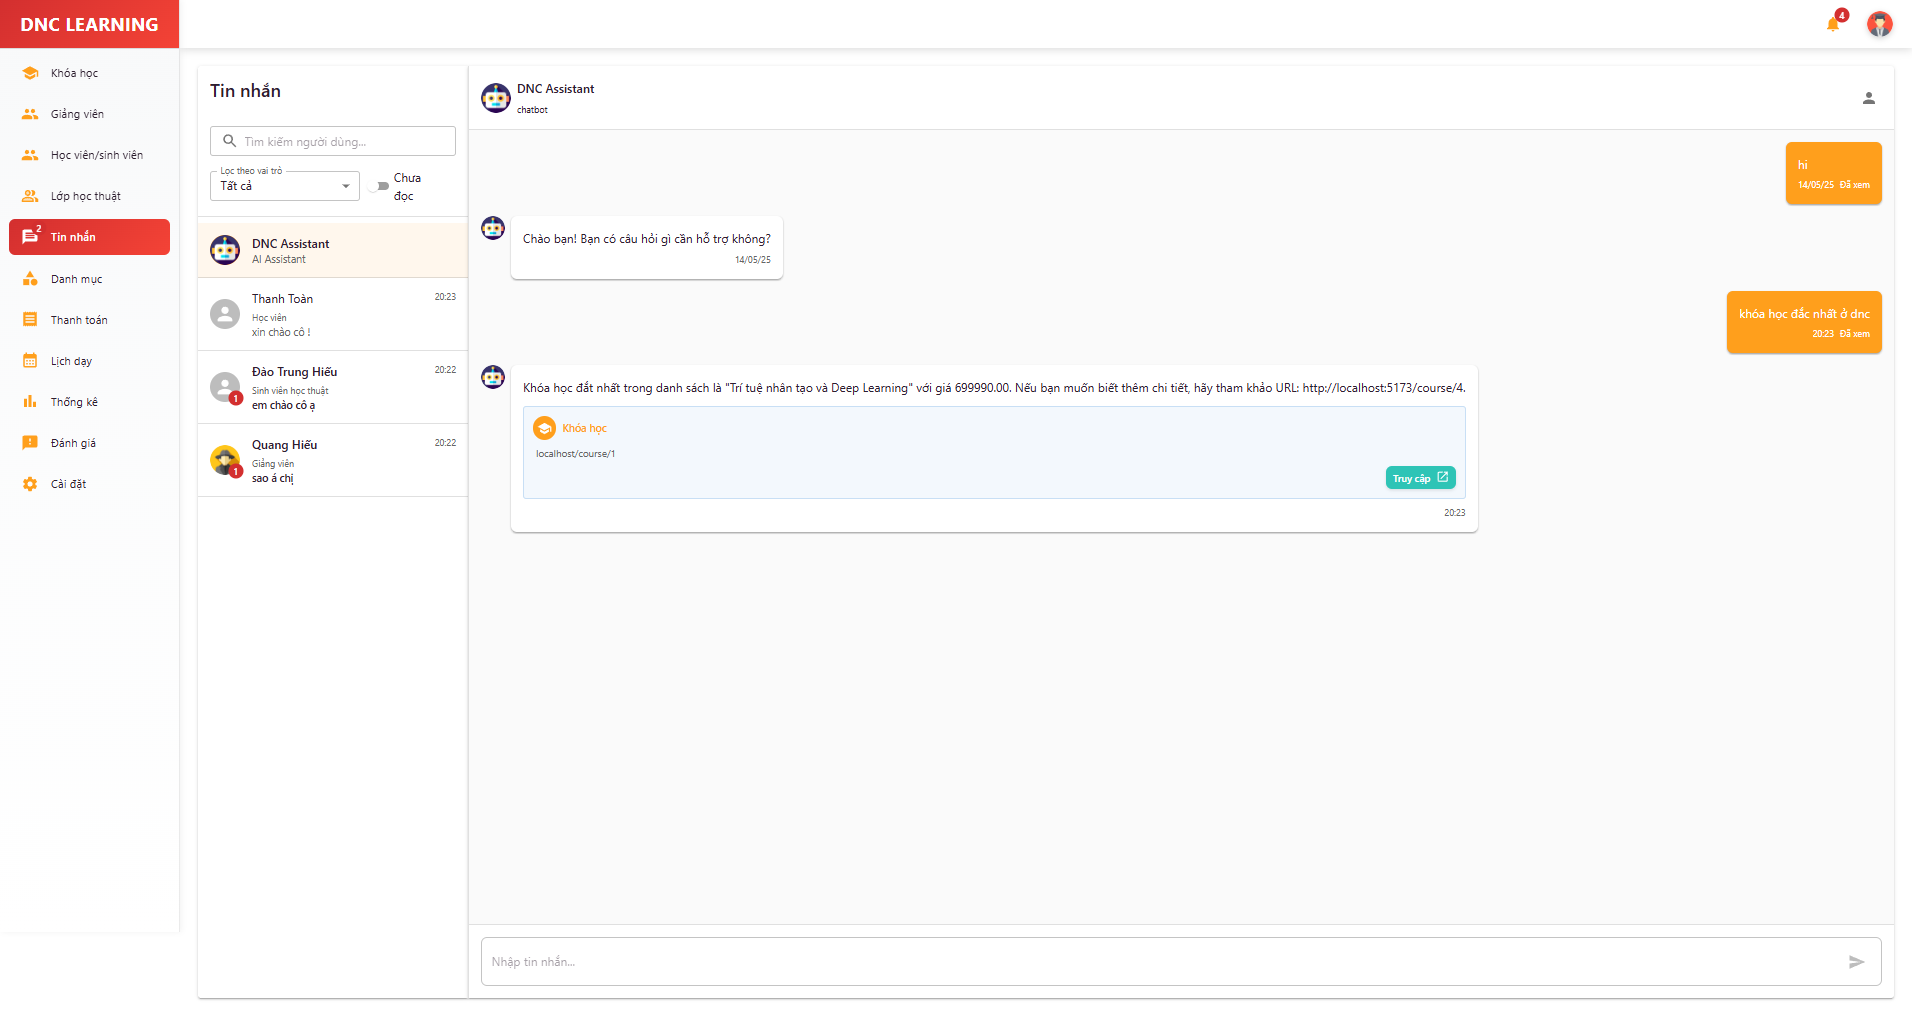 DNC LEARNING
4
Khóa học
Giảng viên
Học viên/sinh viên
Lớp học thuật
2
Tin nhắn
Danh mục
Thanh toán
Lịch dạy
Thống kê
Đánh giá
Cài đặt
Tin nhắn
Tìm kiếm người dùng...
Lọc theo vai trò
Tất cả
Chưa
đọc
DNC Assistant
AI Assistant
Thanh Toàn
20:23
Học viên
xin chào cô !
Đào Trung Hiếu
20:22
Sinh viên học thuật
1
em chào cô ạ
Quang Hiếu
20:22
Giảng viên
1
sao á chị
DNC Assistant
chatbot
hi
14/05/25 Đã xem
Chào bạn! Bạn có câu hỏi gì cần hỗ trợ không?
14/05/25
khóa học đắc nhất ở dnc
20:23 Đã xem
Khóa học đắt nhất trong danh sách là "Trí tuệ nhân tạo và Deep Learning" với giá 699990.00. Nếu bạn muốn biết thêm chi tiết, hãy tham khảo URL: http://localhost:5173/course/4.
Khóa học
localhost/course/1
Truy cập
20:23
Nhập tin nhắn...